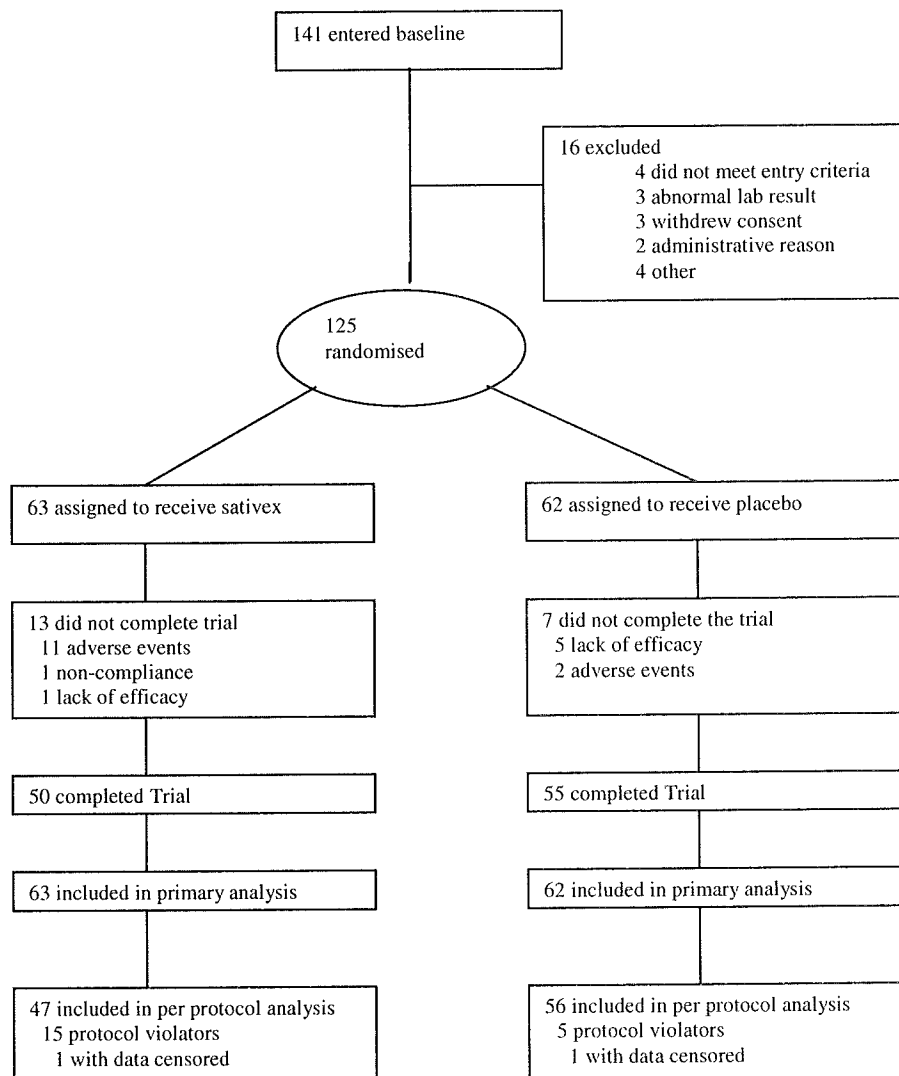 141 entered baseline
16 excluded
4 did not meet entry criteria
3 abnormal lab result
3 withdrew consent
2 administrative reason
4 other
125
randomised
63 assigned to receive sativex
62 assigned to receive placebo
13 did not complete trial
11 adverse events
1 non-compliance
1 lack of efficacy
7 did not complete the trial
5 lack of efficacy
2 adverse events
50 completed Trial
55 completed Trial
63 included in primary analysis
62 included in primary analysis
47 included in per protocol analysis
15 protocol violators
1 with data censored
56 included in per protocol analysis
5 protocol violators
1 with data censored